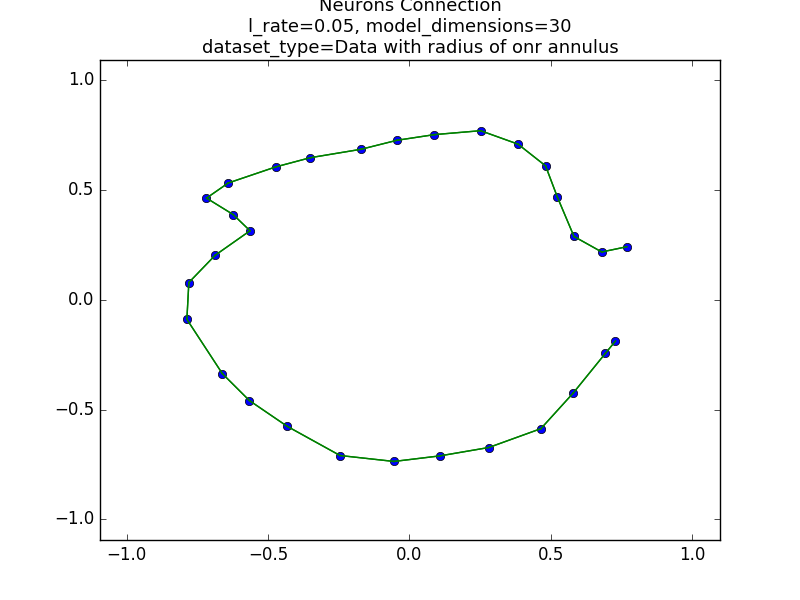 Neurons Connection
l_rate=0.05, model_dimensions=30
dataset_type=Data with radius of onr annulus
1.0
0.5
0.0
−0.5
−1.0
−1.0 −0.5 0.0 0.5 1.0